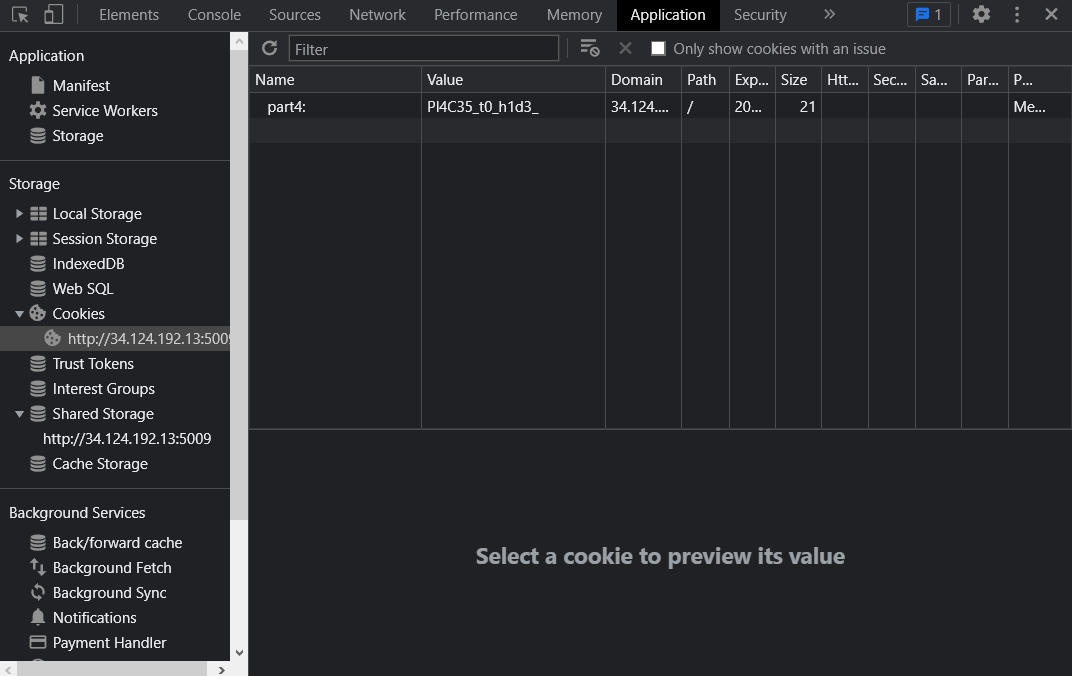 Elements Console Sources Network Performance Memory Application Security 1
Application
Manifest
Service Workers
Storage
Storage
Local Storage
Session Storage
IndexedDB
Web SQL
Cookies
http://34.124.192.13:5009
Trust Tokens
Interest Groups
Shared Storage
http://34.124.192.13:5009
Cache Storage
Background Services
Back/forward cache
Background Fetch
Background Sync
Notifications
Payment Handler
Filter Only show cookies with an issue
Name Value Domain Path Exp... Size Htt... Sec... Sa... Par... P...
part4: Pl4C35_t0_h1d3_ 34.124.... / 20... 21 Me...
Select a cookie to preview its value